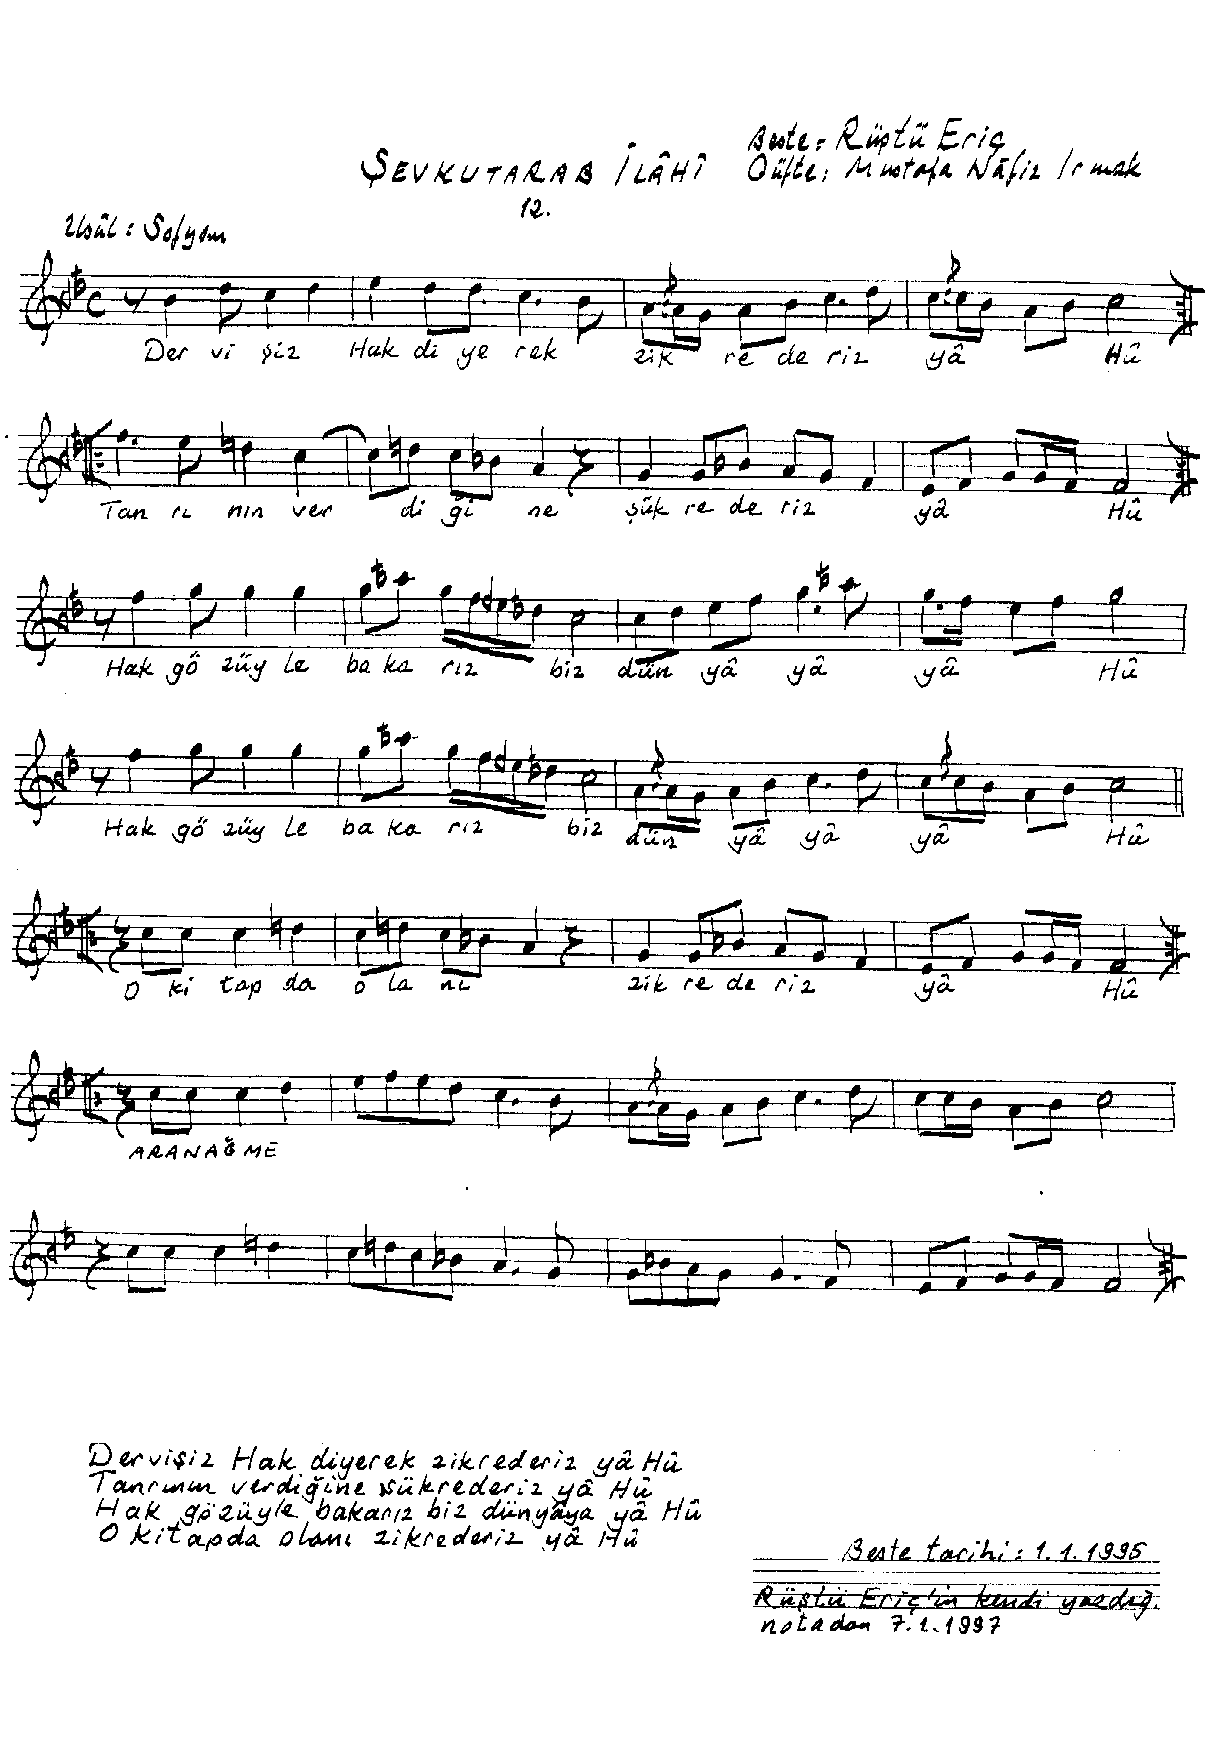 Beste: Rüştü Eriç
ŞEVKUTARAB İLÂHÎ Güfte: Mustafa Nâfiz Irmak
12.
Usûl: Sofyan
Der vi şiz Hak di ye rek zik re de riz yâ Hû
Tan rı nın ver di ği ne şük re de riz yâ Hû
Hak gö züy le ba ka rız biz dün yâ yâ yâ Hû
Hak gö züy le ba ka rız biz dün yâ yâ yâ Hû
O ki tap da o la nı zik re de riz yâ Hû
ARANAĞME
Dervişiz Hak diyerek zikrederiz yâ Hû
Tanrının verdiğine şükrederiz yâ Hû
Hak gözüyle bakarız biz dünyâya yâ Hû
O kitapda olanı zikrederiz yâ Hû
Beste tarihi: 1.1.1996
Rüştü Eriç'in kendi yazdığ.
notadan 7.1.1997